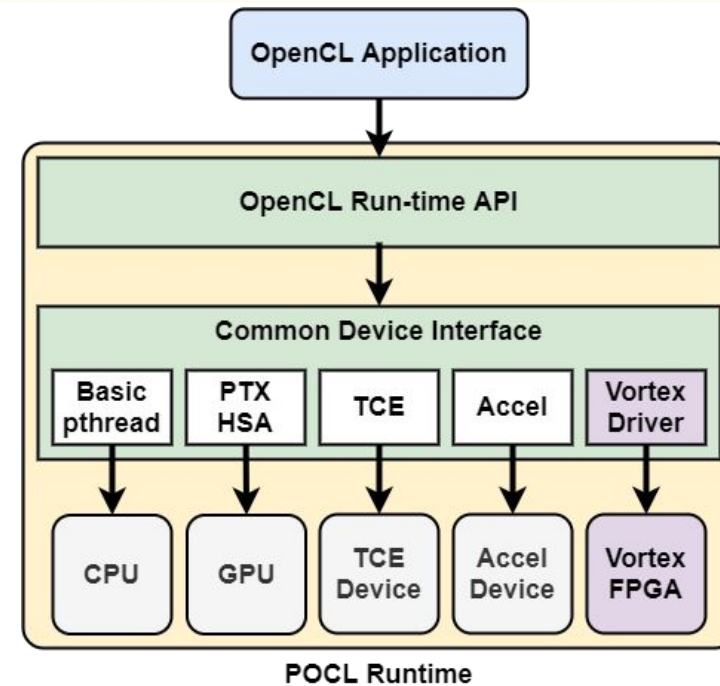 OpenCL Application
OpenCL Run-time API
Common Device Interface
Basic
pthread
PTX
HSA
TCE
Accel
Vortex
Driver
CPU
GPU
TCE
Device
Accel
Device
Vortex
FPGA
POCL Runtime